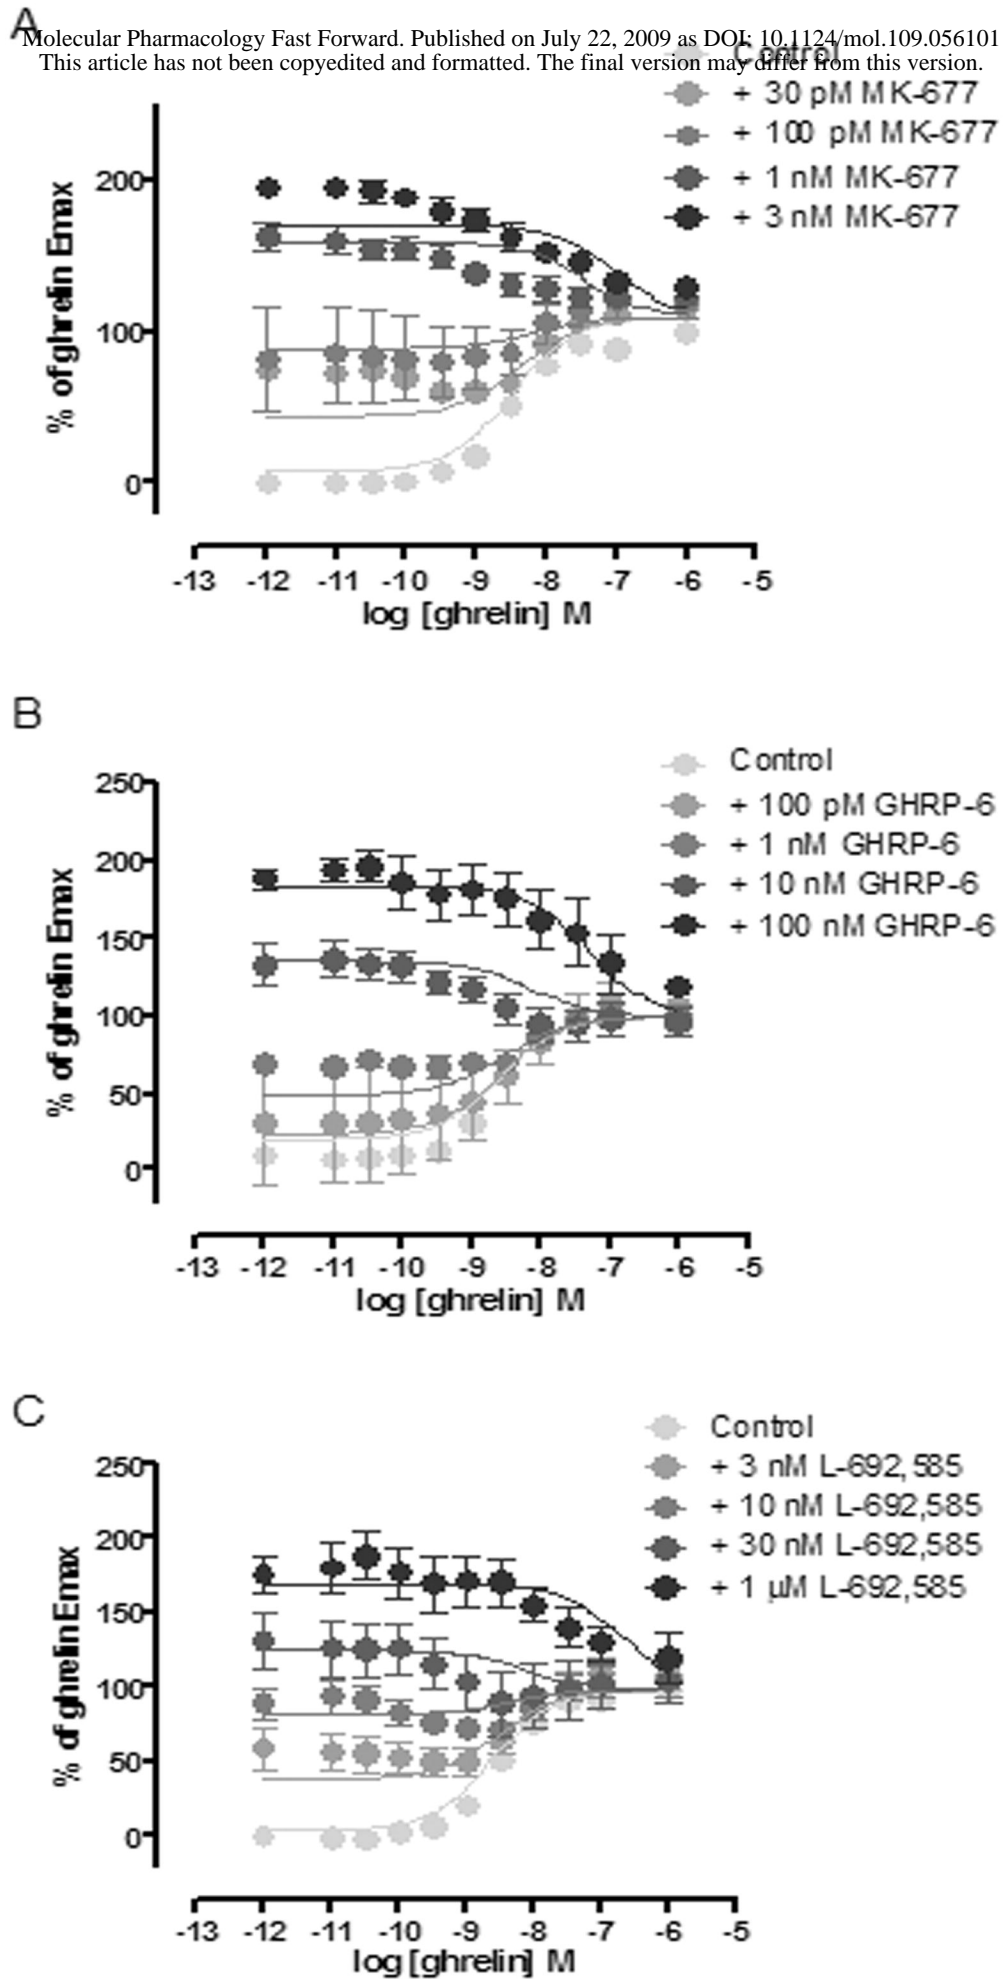 A
Molecular Pharmacology Fast Forward. Published on July 22, 2009 as DOI: 10.1124/mol.109.056101
This article has not been copyedited and formatted. The final version may differ from this version.
Control
+ 30 pM MK-677
+ 100 pM MK-677
+ 1 nM MK-677
+ 3 nM MK-677
% of ghrelin Emax
200
100
0
-13 -12 -11 -10 -9 -8 -7 -6 -5
log [ghrelin] M
B
Control
+ 100 pM GHRP-6
+ 1 nM GHRP-6
+ 10 nM GHRP-6
+ 100 nM GHRP-6
% of ghrelin Emax
250
200
150
100
50
0
-13 -12 -11 -10 -9 -8 -7 -6 -5
log [ghrelin] M
C
Control
+ 3 nM L-692,585
+ 10 nM L-692,585
+ 30 nM L-692,585
+ 1 µM L-692,585
% of ghrelin Emax
250
200
150
100
50
0
-13 -12 -11 -10 -9 -8 -7 -6 -5
log [ghrelin] M